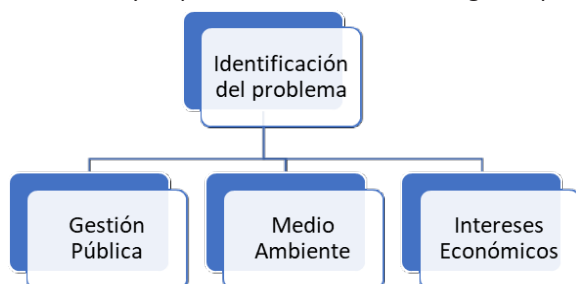 Identificación
del problema
Gestión
Pública
Medio
Ambiente
Intereses
Económicos